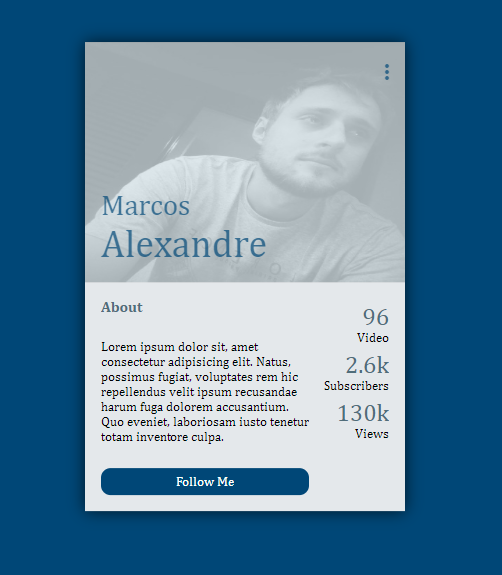 Marcos
Alexandre
About
Lorem ipsum dolor sit, amet
consectetur adipisicing elit. Natus,
possimus fugiat, voluptates rem hic
repellendus velit ipsum recusandae
harum fuga dolorem accusantium.
Quo eveniet, laboriosam iusto tenetur
totam inventore culpa.
Follow Me
96
Video
2.6k
Subscribers
130k
Views